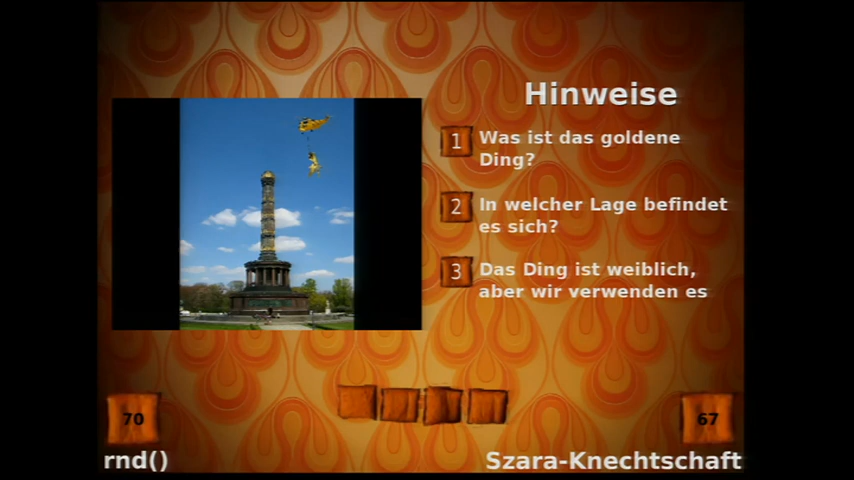 Hinweise
1 Was ist das goldene
Ding?
2 In welcher Lage befindet
es sich?
3 Das Ding ist weiblich,
aber wir verwenden es
70
67
rnd()
Szara-Knechtschaft